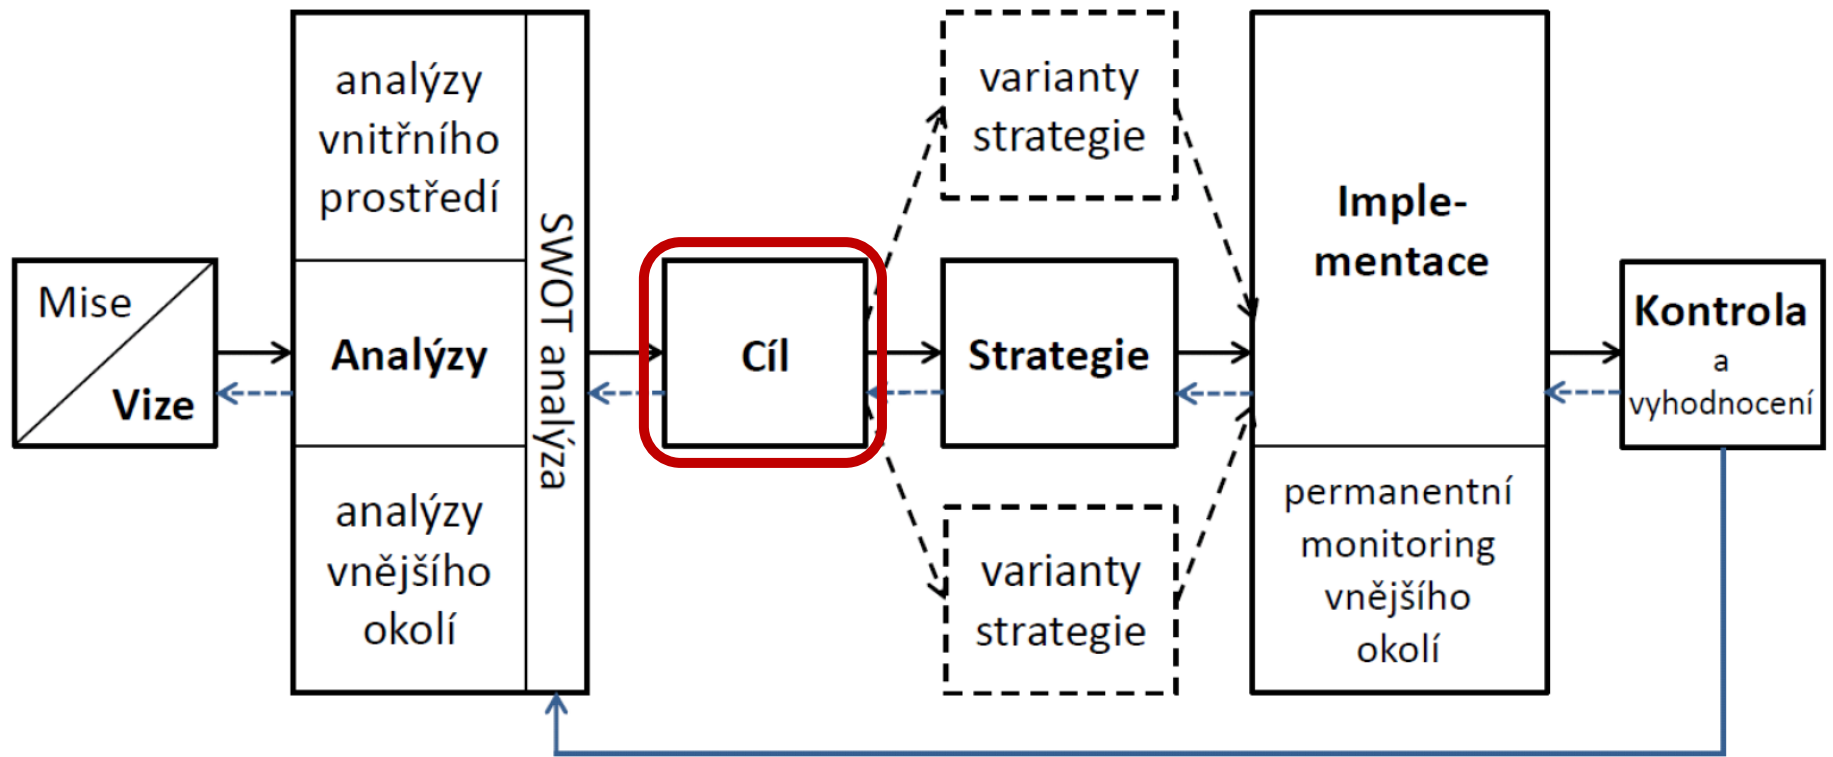 Mise
Vize
analýzy
vnitřního
prostředí
Analýzy
analýzy
vnějšího
okolí
SWOT analýza
Cíl
varianty
strategie
Strategie
varianty
strategie
Imple-
mentace
permanentní
monitoring
vnějšího
okolí
Kontrola
a
vyhodnocení